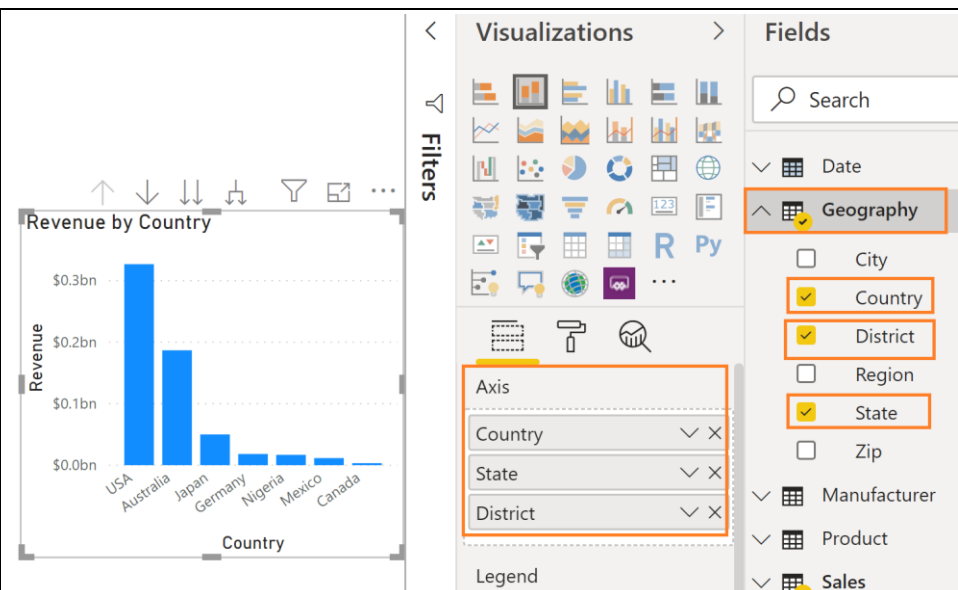 Revenue by Country
$0.3bn
$0.2bn
$0.1bn
$0.0bn
Revenue
USA
Australia
Japan
Germany
Nigeria
Mexico
Canada
Country
Filters
Visualizations
123
R
Py
Axis
Country
State
District
Legend
Fields
Search
Date
Geography
City
Country
District
Region
State
Zip
Manufacturer
Product
Sales